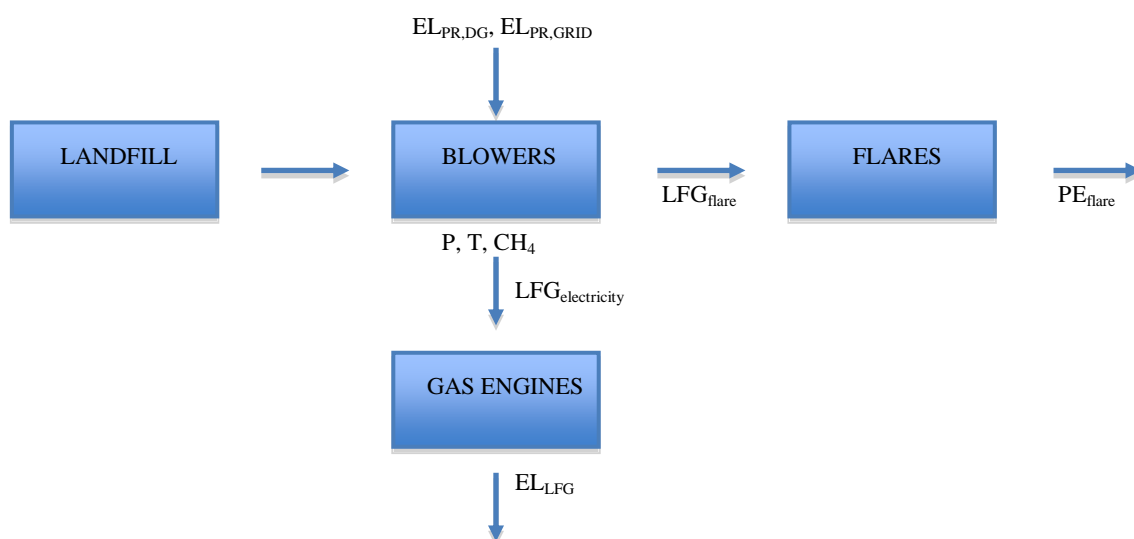 EL_PR,DG, EL_PR,GRID
LANDFILL
BLOWERS
FLARES
LFG_flare
PE_flare
P, T, CH_4
LFG_electricity
GAS ENGINES
EL_LFG